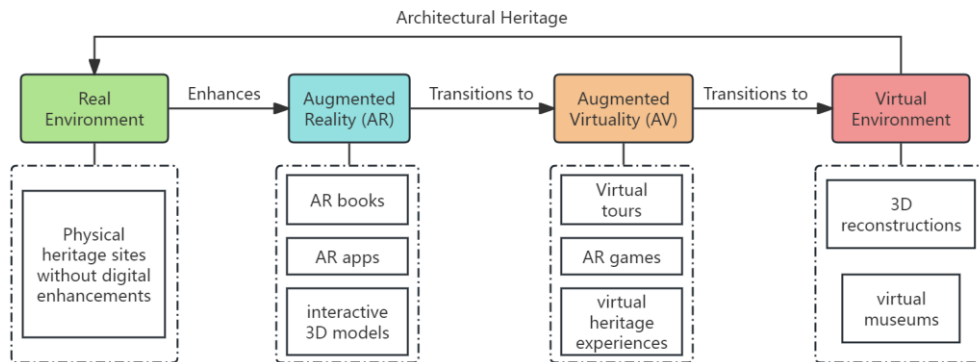 Architectural Heritage
Real
Environment
Enhances
Augmented
Reality (AR)
Transitions to
Augmented
Virtuality (AV)
Transitions to
Virtual
Environment
Physical
heritage sites
without digital
enhancements
AR books
AR apps
interactive
3D models
Virtual
tours
AR games
virtual
heritage
experiences
3D
reconstructions
virtual
museums